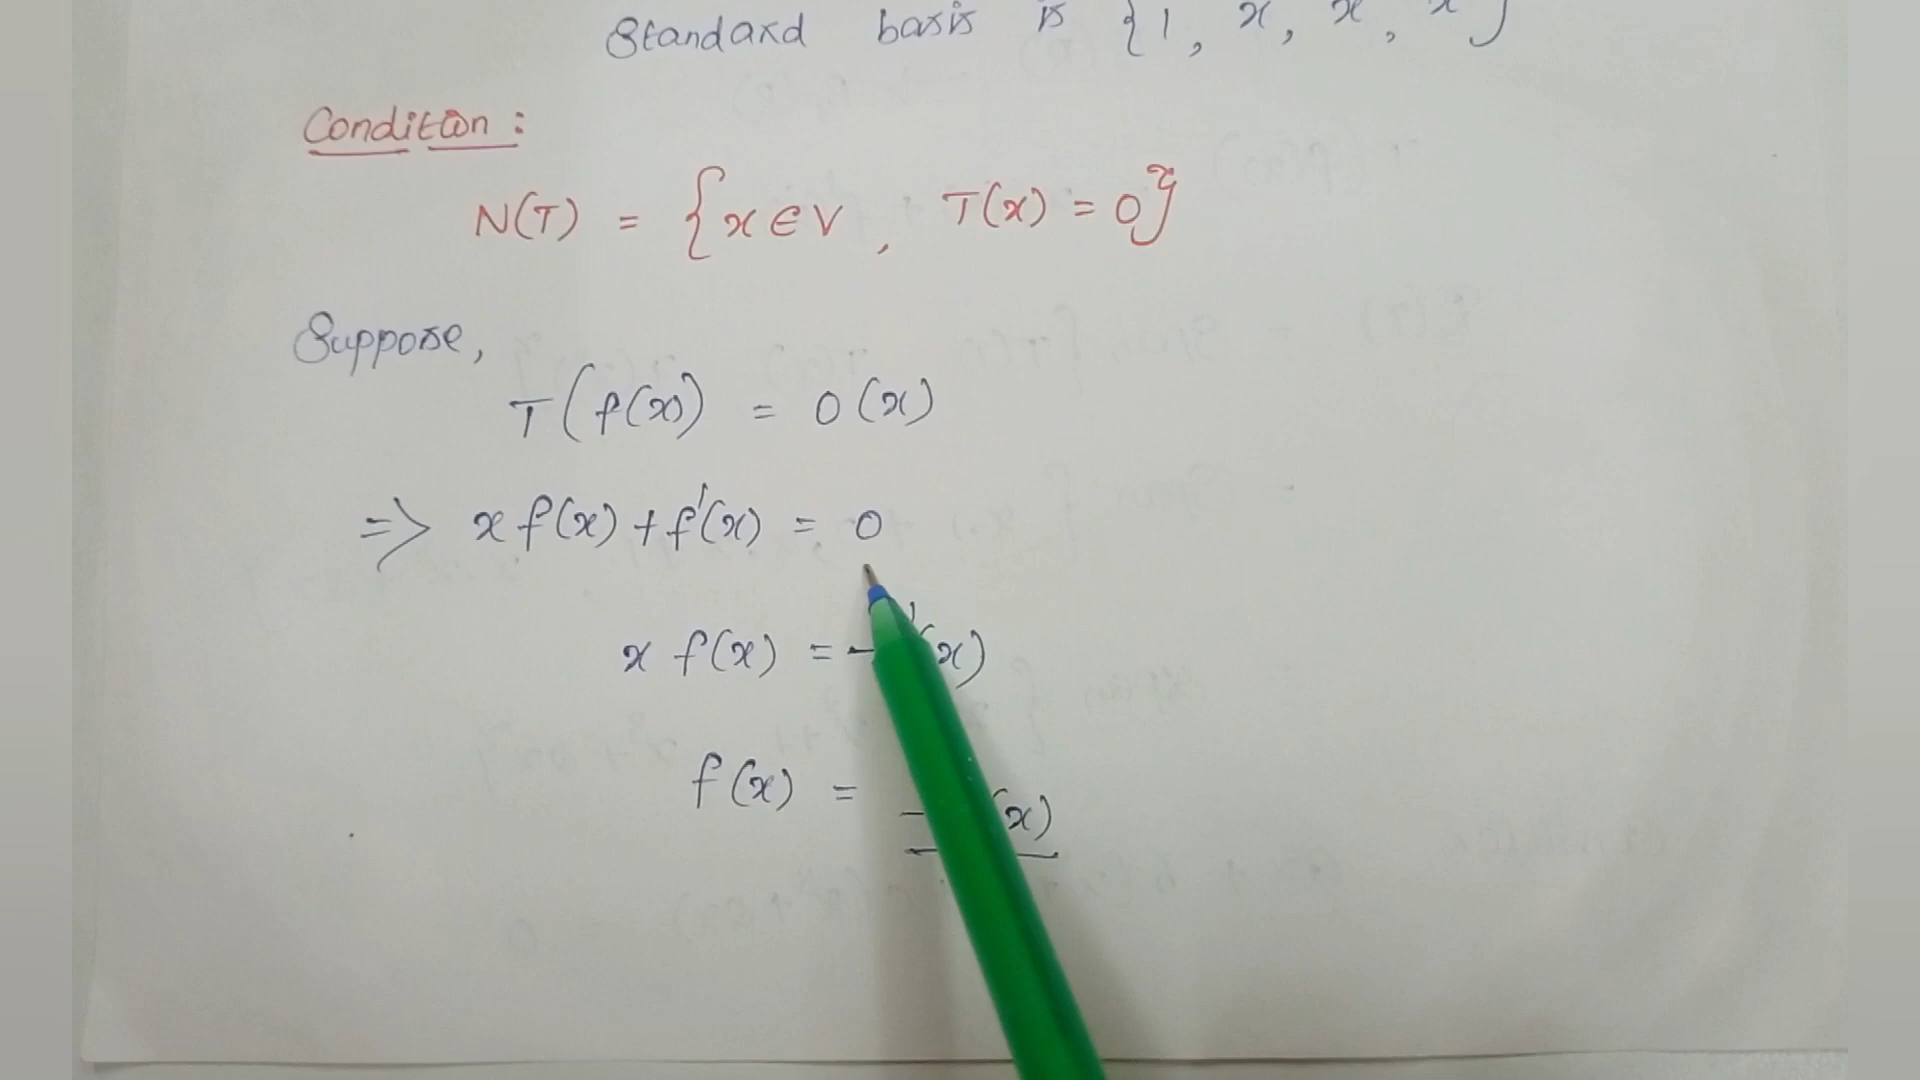 Standard basis is {1, x, x, x}
Condition:
N(T) = {x ∈ V, T(x) = 0}
Suppose,
T(f(x)) = 0(x)
=> x f(x) + f'(x) = 0
x f(x) = - '(x)
f(x) = - (x)